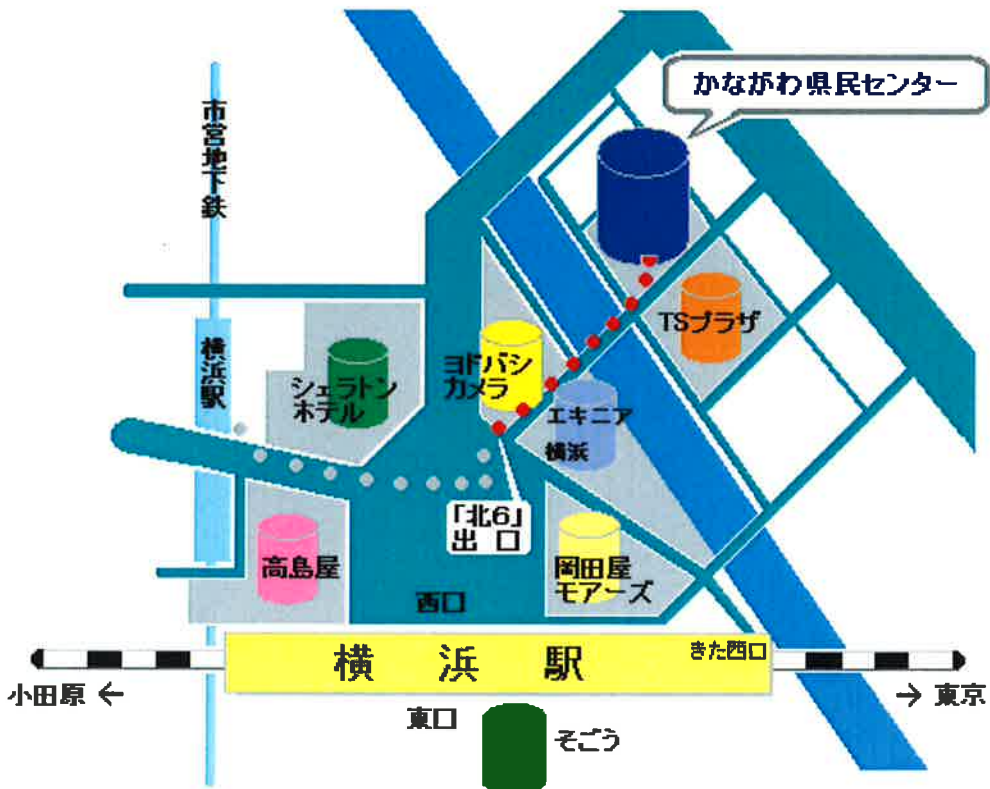 かながわ県民センター
市営地下鉄
横浜駅
TSプラザ
ヨドバシ
カメラ
シェラトン
ホテル
エキニア
横浜
「北6」
出口
高島屋
岡田屋
モアーズ
西口
横浜駅
きた西口
小田原 ←
→ 東京
東口
そごう